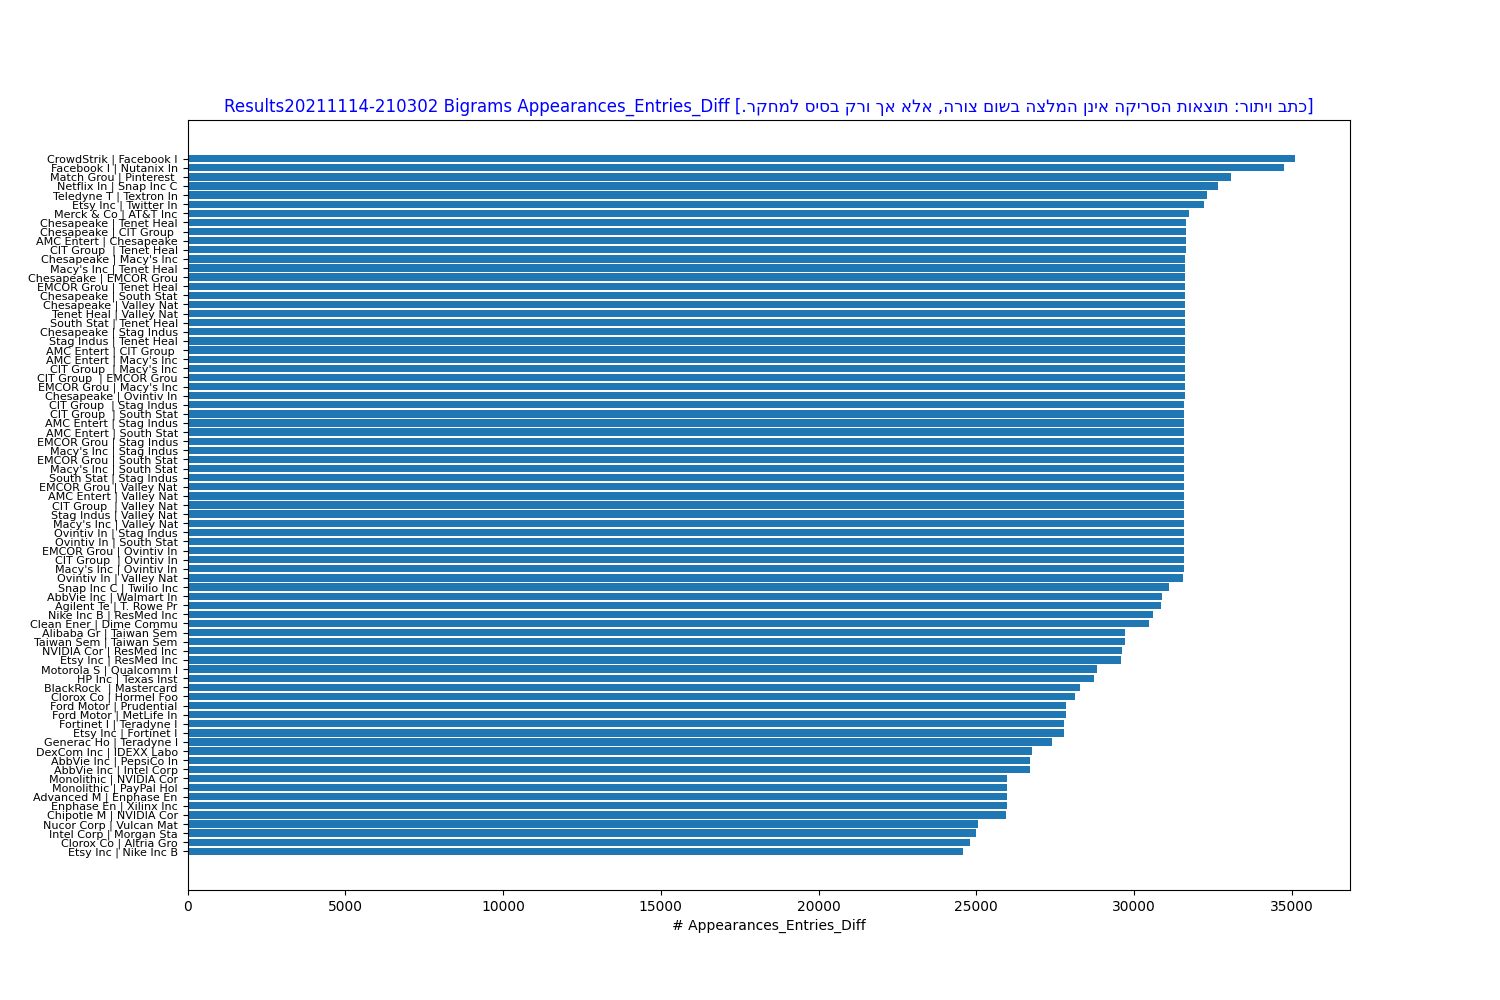 Results20211114-210302 Bigrams Appearances_Entries_Diff [כתב ויתור: תוצאות הסריקה אינן המלצה בשום צורה, אלא אך ורק בסיס למחקר.]
CrowdStrik | Facebook I
Facebook I | Nutanix In
Match Grou | Pinterest
Netflix In | Snap Inc C
Teledyne T | Textron In
Etsy Inc | Twitter In
Merck & Co | AT&T Inc
Chesapeake | Tenet Heal
Chesapeake | CIT Group
AMC Entert | Chesapeake
CIT Group | Tenet Heal
Chesapeake | Macy's Inc
Macy's Inc | Tenet Heal
Chesapeake | EMCOR Grou
EMCOR Grou | Tenet Heal
Chesapeake | South Stat
Chesapeake | Valley Nat
Tenet Heal | Valley Nat
South Stat | Tenet Heal
Chesapeake | Stag Indus
Stag Indus | Tenet Heal
AMC Entert | CIT Group
AMC Entert | Macy's Inc
CIT Group | Macy's Inc
CIT Group | EMCOR Grou
EMCOR Grou | Macy's Inc
Chesapeake | Ovintiv In
CIT Group | Stag Indus
CIT Group | South Stat
AMC Entert | Stag Indus
AMC Entert | South Stat
EMCOR Grou | Stag Indus
Macy's Inc | Stag Indus
EMCOR Grou | South Stat
Macy's Inc | South Stat
South Stat | Stag Indus
EMCOR Grou | Valley Nat
AMC Entert | Valley Nat
CIT Group | Valley Nat
Stag Indus | Valley Nat
Macy's Inc | Valley Nat
Ovintiv In | Stag Indus
Ovintiv In | South Stat
EMCOR Grou | Ovintiv In
CIT Group | Ovintiv In
Macy's Inc | Ovintiv In
Ovintiv In | Valley Nat
Snap Inc C | Twilio Inc
AbbVie Inc | Walmart In
Agilent Te | T. Rowe Pr
Nike Inc B | ResMed Inc
Clean Ener | Dime Commu
Alibaba Gr | Taiwan Sem
Taiwan Sem | Taiwan Sem
NVIDIA Cor | ResMed Inc
Etsy Inc | ResMed Inc
Motorola S | Qualcomm I
HP Inc | Texas Inst
BlackRock | Mastercard
Clorox Co | Hormel Foo
Ford Motor | Prudential
Ford Motor | MetLife In
Fortinet I | Teradyne I
Etsy Inc | Fortinet I
Generac Ho | Teradyne I
DexCom Inc | IDEXX Labo
AbbVie Inc | PepsiCo In
AbbVie Inc | Intel Corp
Monolithic | NVIDIA Cor
Monolithic | PayPal Hol
Advanced M | Enphase En
Enphase En | Xilinx Inc
Chipotle M | NVIDIA Cor
Nucor Corp | Vulcan Mat
Intel Corp | Morgan Sta
Clorox Co | Altria Gro
Etsy Inc | Nike Inc B
0 5000 10000 15000 20000 25000 30000 35000
# Appearances_Entries_Diff